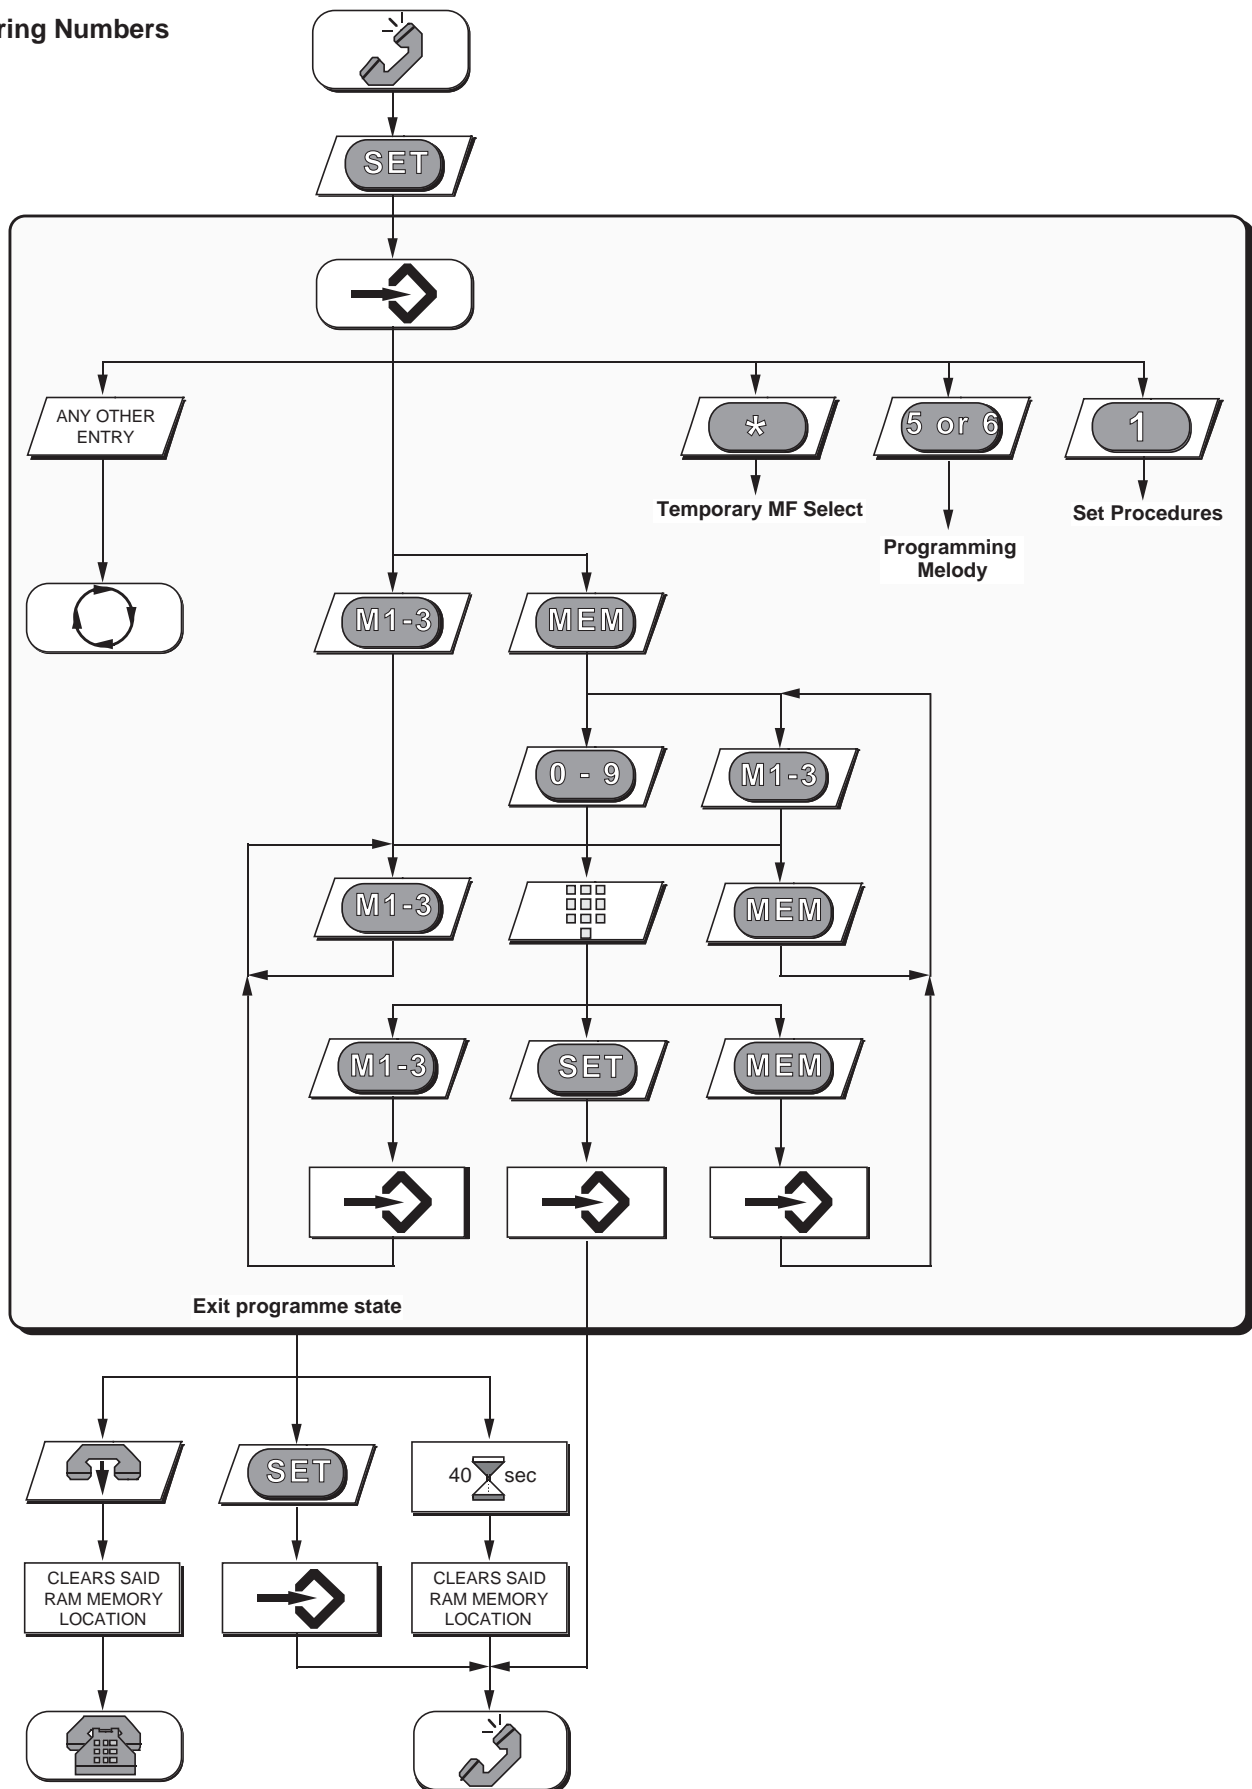 ring Numbers
SET
ANY OTHER
ENTRY
*
5 or 6
1
Temporary MF Select
Programming
Melody
Set Procedures
M1-3
MEM
0 - 9
M1-3
M1-3
MEM
M1-3
SET
MEM
Exit programme state
SET
40 sec
CLEARS SAID
RAM MEMORY
LOCATION
CLEARS SAID
RAM MEMORY
LOCATION